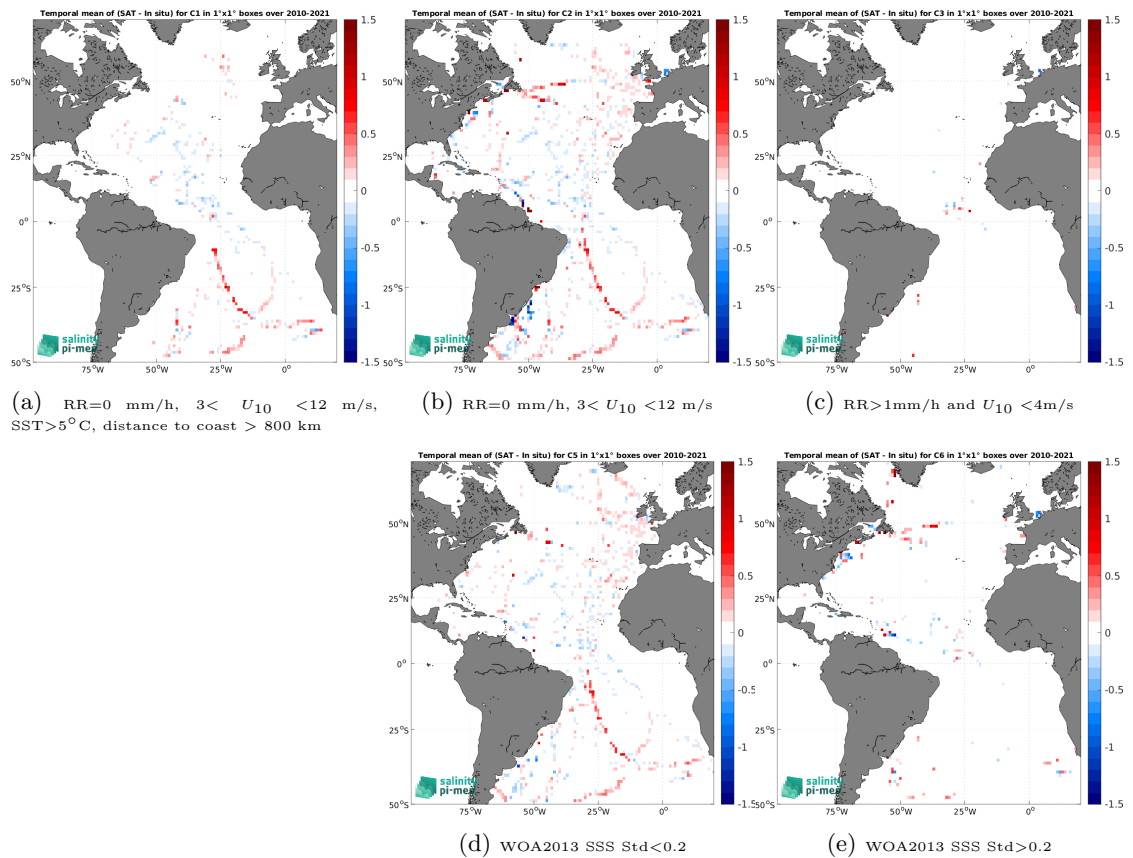 Temporal mean of (SAT - In situ) for C1 in 1°x1° boxes over 2010-2021
50°N
25°N
0°
25°S
50°S
75°W
50°W
25°W
0°
1.5
1
0.5
0
-0.5
-1
-1.5
salinity
pi-mep
(a) RR=0 mm/h, 3< U10 <12 m/s,
SST>5°C, distance to coast > 800 km
Temporal mean of (SAT - In situ) for C2 in 1°x1° boxes over 2010-2021
50°N
25°N
0°
25°S
50°S
75°W
50°W
25°W
0°
1.5
1
0.5
0
-0.5
-1
-1.5
salinity
pi-mep
(b) RR=0 mm/h, 3< U10 <12 m/s
Temporal mean of (SAT - In situ) for C3 in 1°x1° boxes over 2010-2021
50°N
25°N
0°
25°S
50°S
75°W
50°W
25°W
0°
1.5
1
0.5
0
-0.5
-1
-1.5
salinity
pi-mep
(c) RR>1mm/h and U10 <4m/s
Temporal mean of (SAT - In situ) for C5 in 1°x1° boxes over 2010-2021
50°N
25°N
0°
25°S
50°S
75°W
50°W
25°W
0°
1.5
1
0.5
0
-0.5
-1
-1.5
salinity
pi-mep
(d) WOA2013 SSS Std<0.2
Temporal mean of (SAT - In situ) for C6 in 1°x1° boxes over 2010-2021
50°N
25°N
0°
25°S
50°S
75°W
50°W
25°W
0°
1.5
1
0.5
0
-0.5
-1
-1.5
salinity
pi-mep
(e) WOA2013 SSS Std>0.2